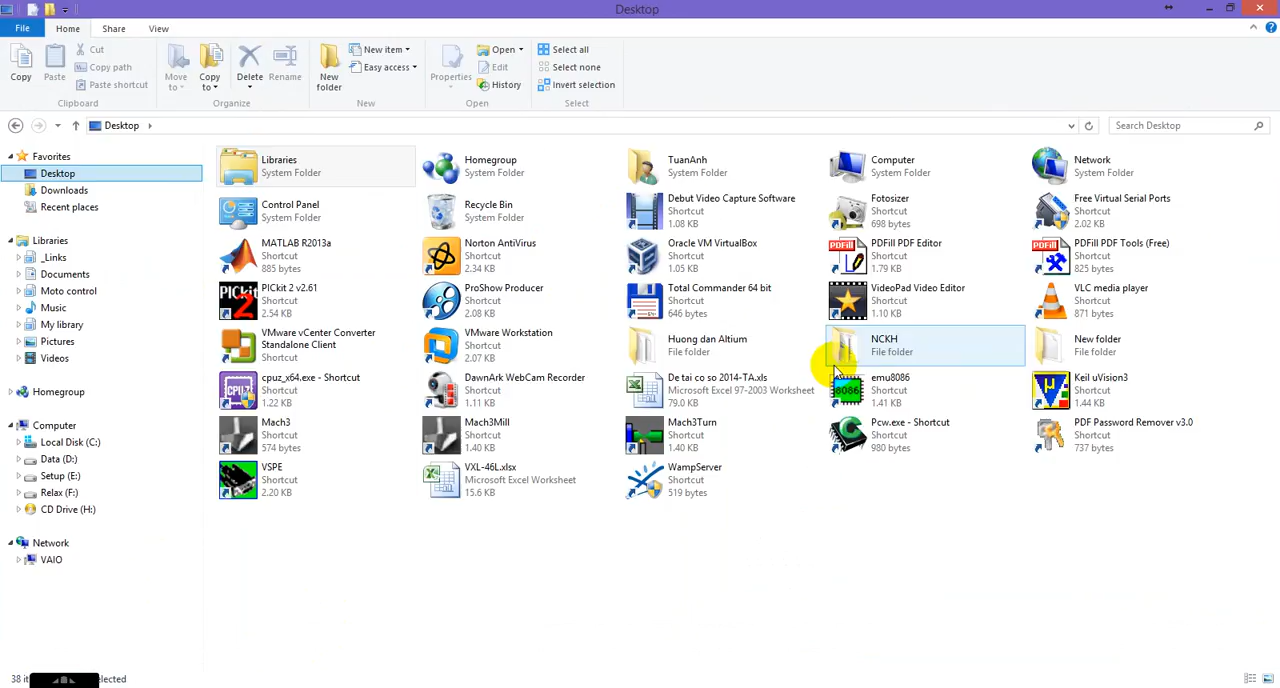 Desktop
File
Home
Share
View
Copy
Paste
Cut
Copy path
Paste shortcut
Clipboard
Move
to
Copy
to
Delete
Rename
Organize
New
folder
New item
Easy access
New
Properties
Open
Edit
History
Open
Select all
Select none
Invert selection
Select
Desktop
Search Desktop
Favorites
Desktop
Downloads
Recent places
Libraries
_Links
Documents
Moto control
Music
My library
Pictures
Videos
Homegroup
Computer
Local Disk (C:)
Data (D:)
Setup (E:)
Relax (F:)
CD Drive (H:)
Network
VAIO
Libraries
System Folder
Homegroup
System Folder
TuanAnh
System Folder
Computer
System Folder
Network
System Folder
Control Panel
System Folder
Recycle Bin
System Folder
Debut Video Capture Software
Shortcut
1.08 KB
Fotosizer
Shortcut
698 bytes
Free Virtual Serial Ports
Shortcut
2.02 KB
MATLAB R2013a
Shortcut
885 bytes
Norton AntiVirus
Shortcut
2.34 KB
Oracle VM VirtualBox
Shortcut
1.05 KB
PDFill
PDFill PDF Editor
Shortcut
1.79 KB
PDFill
PDFill PDF Tools (Free)
Shortcut
825 bytes
PICkit
2
PICkit 2 v2.61
Shortcut
2.54 KB
ProShow Producer
Shortcut
2.08 KB
Total Commander 64 bit
Shortcut
646 bytes
VideoPad Video Editor
Shortcut
1.10 KB
VLC media player
Shortcut
871 bytes
VMware vCenter Converter
Standalone Client
Shortcut
VMware Workstation
Shortcut
2.07 KB
Huong dan Altium
File folder
NCKH
File folder
New folder
File folder
CPUZ
cpuz_x64.exe - Shortcut
Shortcut
1.22 KB
DawnArk WebCam Recorder
Shortcut
1.11 KB
De tai co so 2014-TA.xls
Microsoft Excel 97-2003 Worksheet
79.0 KB
8086
emu8086
Shortcut
1.41 KB
Keil uVision3
Shortcut
1.44 KB
Mach3
Shortcut
574 bytes
Mach3Mill
Shortcut
1.40 KB
Mach3Turn
Shortcut
1.40 KB
Pcw.exe - Shortcut
Shortcut
980 bytes
PDF Password Remover v3.0
Shortcut
737 bytes
VSPE
Shortcut
2.20 KB
VXL-46L.xlsx
Microsoft Excel Worksheet
15.6 KB
WampServer
Shortcut
519 bytes